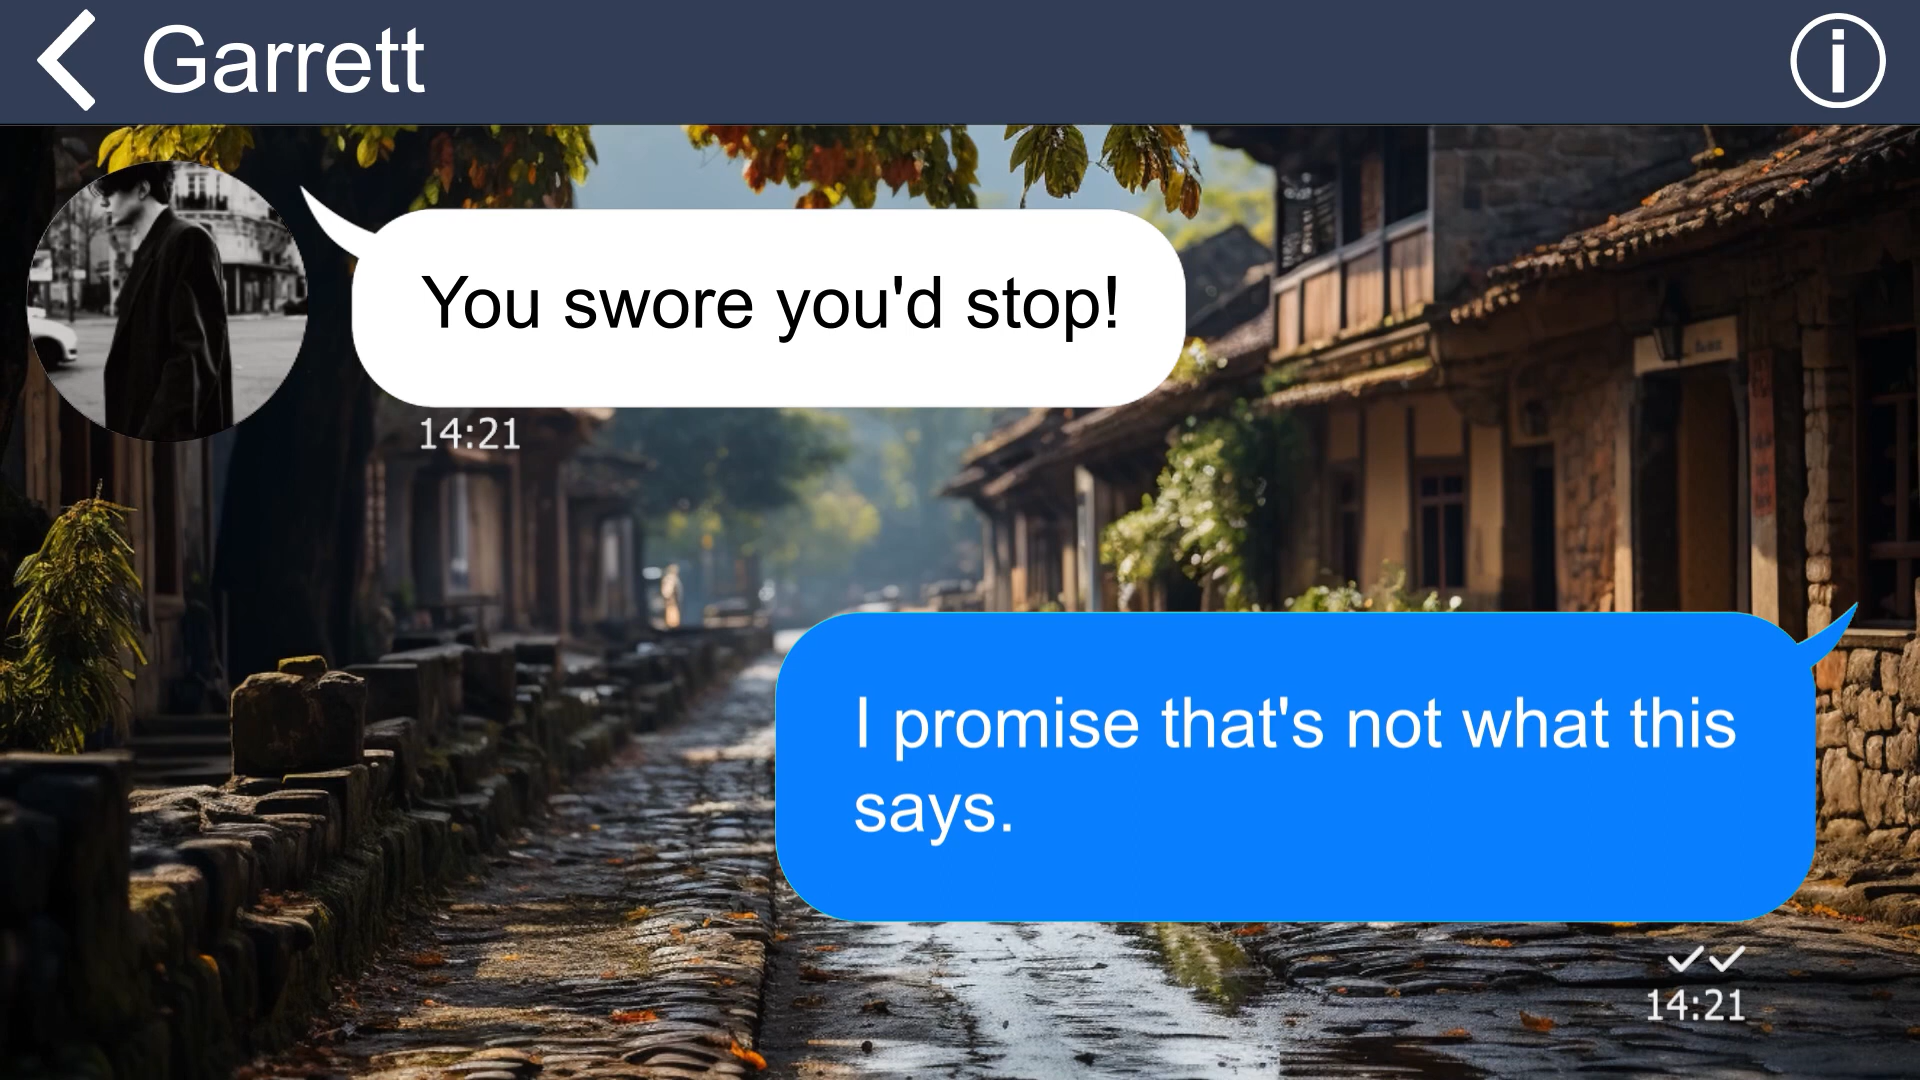 Garrett
You swore you'd stop!
14:21
I promise that's not what this
says.
14:21